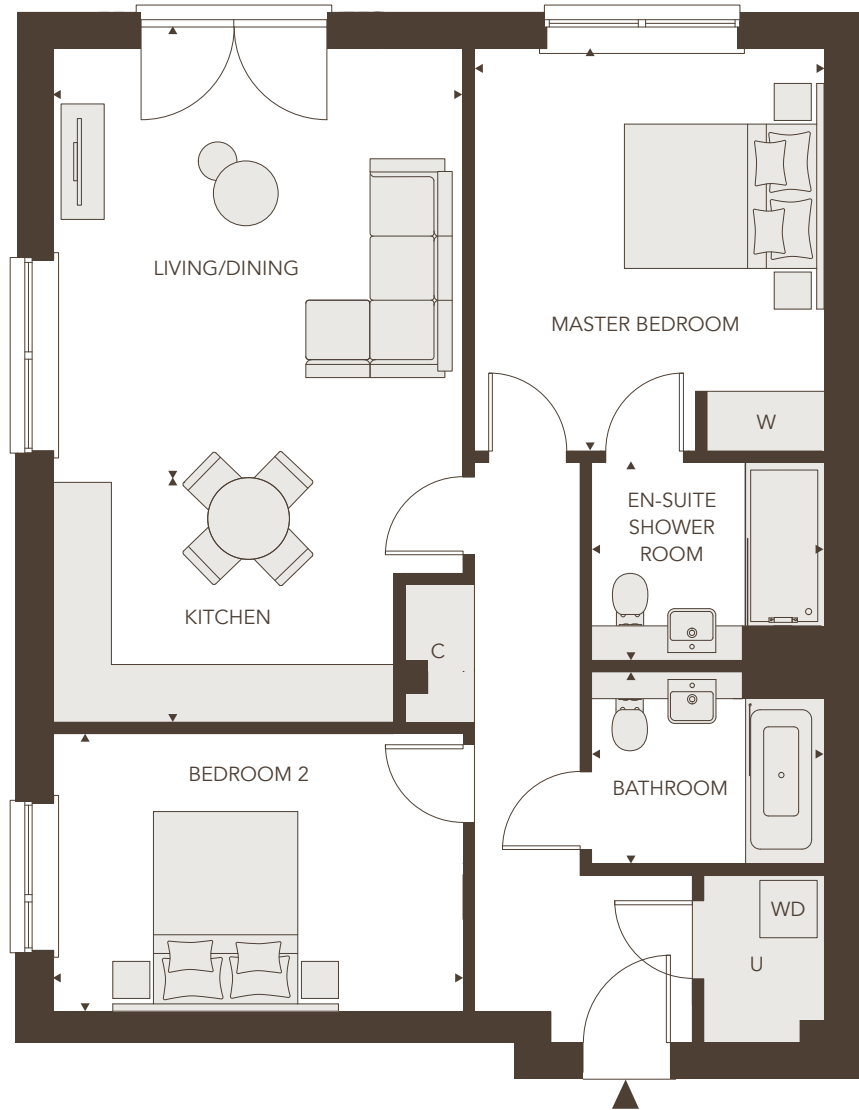 LIVING/DINING
MASTER BEDROOM
W
EN-SUITE
SHOWER
ROOM
KITCHEN
C
BEDROOM 2
BATHROOM
WD
U